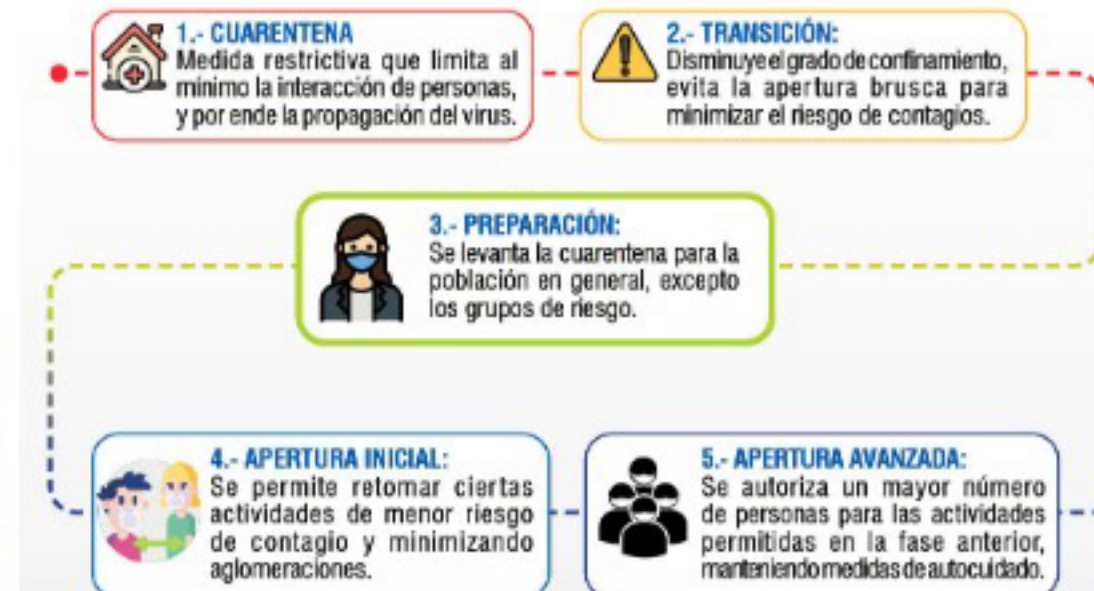 1.- CUARENTENA
Medida restrictiva que limita al
mínimo la interacción de personas,
y por ende la propagación del virus.
2.- TRANSICIÓN:
Disminuye el grado de confinamiento,
evita la apertura brusca para
minimizar el riesgo de contagios.
3.- PREPARACIÓN:
Se levanta la cuarentena para la
población en general, excepto
los grupos de riesgo.
4.- APERTURA INICIAL:
Se permite retomar ciertas
actividades de menor riesgo
de contagio y minimizando
aglomeraciones.
5.- APERTURA AVANZADA:
Se autoriza un mayor número
de personas para las actividades
permitidas en la fase anterior,
manteniendo medidas de autocuidado.